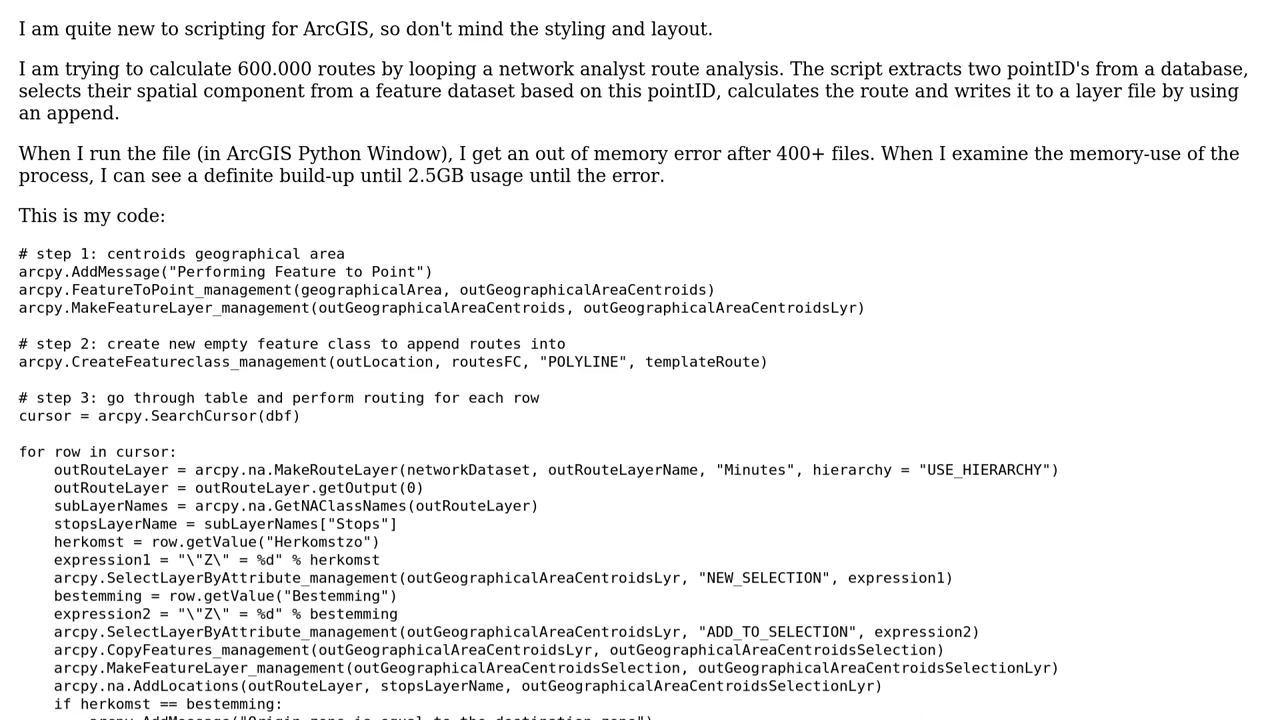 I am quite new to scripting for ArcGIS, so don't mind the styling and layout.
I am trying to calculate 600.000 routes by looping a network analyst route analysis. The script extracts two pointID's from a database,
selects their spatial component from a feature dataset based on this pointID, calculates the route and writes it to a layer file by using
an append.
When I run the file (in ArcGIS Python Window), I get an out of memory error after 400+ files. When I examine the memory-use of the
process, I can see a definite build-up until 2.5GB usage until the error.
This is my code:
# step 1: centroids geographical area
arcpy.AddMessage("Performing Feature to Point")
arcpy.FeatureToPoint_management(geographicalArea, outGeographicalAreaCentroids)
arcpy.MakeFeatureLayer_management(outGeographicalAreaCentroids, outGeographicalAreaCentroidsLyr)
# step 2: create new empty feature class to append routes into
arcpy.CreateFeatureclass_management(outLocation, routesFC, "POLYLINE", templateRoute)
# step 3: go through table and perform routing for each row
cursor = arcpy.SearchCursor(dbf)
for row in cursor:
    outRouteLayer = arcpy.na.MakeRouteLayer(networkDataset, outRouteLayerName, "Minutes", hierarchy = "USE_HIERARCHY")
    outRouteLayer = outRouteLayer.getOutput(0)
    subLayerNames = arcpy.na.GetNAClassNames(outRouteLayer)
    stopsLayerName = subLayerNames["Stops"]
    herkomst = row.getValue("Herkomstzo")
    expression1 = "\"Z\" = %d" % herkomst
    arcpy.SelectLayerByAttribute_management(outGeographicalAreaCentroidsLyr, "NEW_SELECTION", expression1)
    bestemming = row.getValue("Bestemming")
    expression2 = "\"Z\" = %d" % bestemming
    arcpy.SelectLayerByAttribute_management(outGeographicalAreaCentroidsLyr, "ADD_TO_SELECTION", expression2)
    arcpy.CopyFeatures_management(outGeographicalAreaCentroidsLyr, outGeographicalAreaCentroidsSelection)
    arcpy.MakeFeatureLayer_management(outGeographicalAreaCentroidsSelection, outGeographicalAreaCentroidsSelectionLyr)
    arcpy.na.AddLocations(outRouteLayer, stopsLayerName, outGeographicalAreaCentroidsSelectionLyr)
    if herkomst == bestemming:
        arcpy.AddMessage("Origin zone is equal to the destination zone")